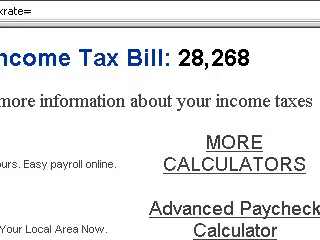 xrate=
ncome Tax Bill: 28,268
more information about your income taxes
MORE
CALCULATORS
ours. Easy payroll online.
Advanced Paycheck
Calculator
Your Local Area Now.